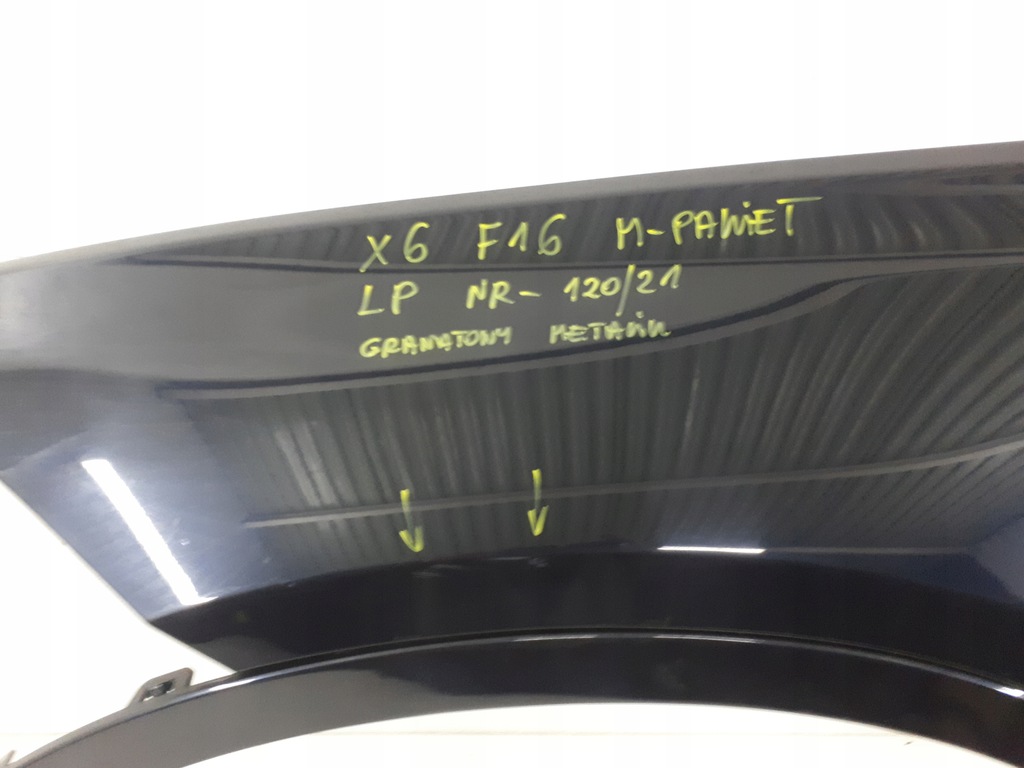 X6 F16 M-PAKIET
LP NR- 120/21
GRANATOWY METALIK